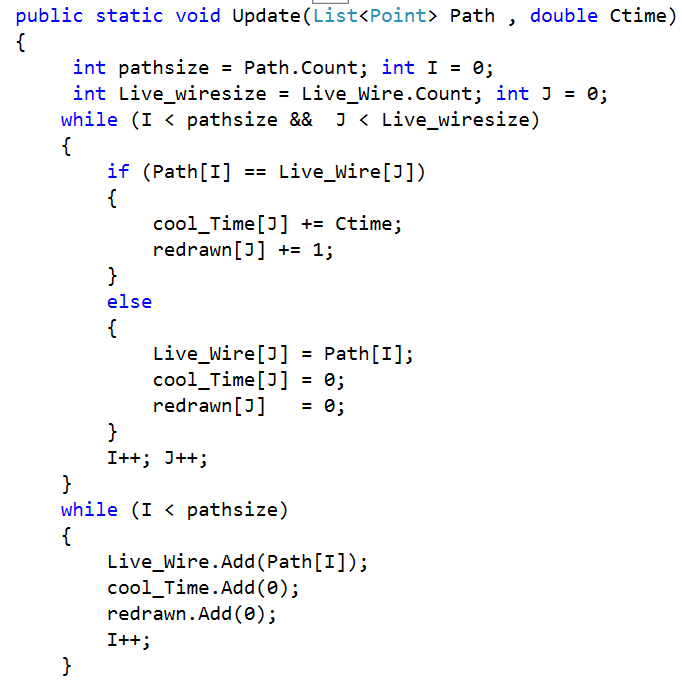 public static void Update(List<Point> Path , double Ctime)
{
     int pathsize = Path.Count; int I = 0;
     int Live_wiresize = Live_Wire.Count; int J = 0;
    while (I < pathsize &&  J < Live_wiresize)
    {
        if (Path[I] == Live_Wire[J])
        {
            cool_Time[J] += Ctime;
            redrawn[J] += 1;
        }
        else
        {
            Live_Wire[J] = Path[I];
            cool_Time[J] = 0;
            redrawn[J]   = 0;
        }
        I++; J++;
    }
    while (I < pathsize)
    {
        Live_Wire.Add(Path[I]);
        cool_Time.Add(0);
        redrawn.Add(0);
        I++;
    }